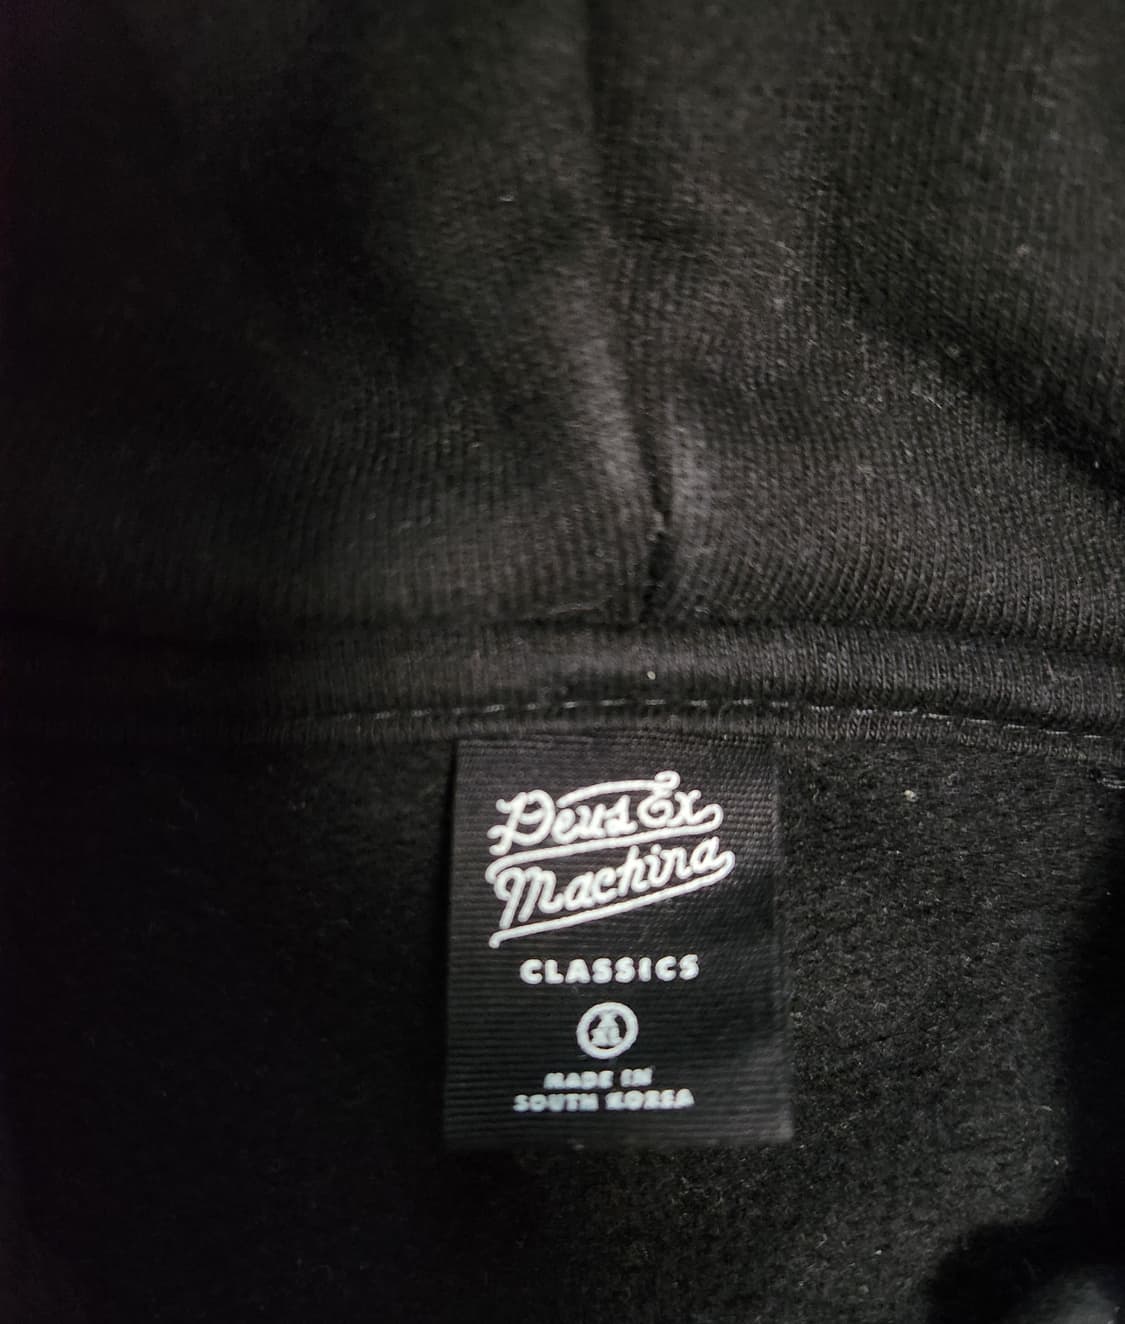 Deus Ex
Machina
CLASSICS
XL
MADE IN
SOUTH KOREA